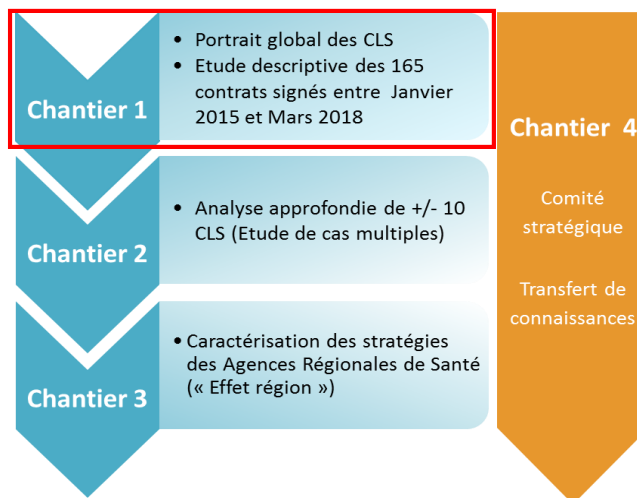 Chantier 1
• Portrait global des CLS
• Etude descriptive des 165
contrats signés entre Janvier
2015 et Mars 2018
Chantier 2
• Analyse approfondie de +/- 10
CLS (Etude de cas multiples)
Chantier 3
• Caractérisation des stratégies
des Agences Régionales de Santé
(« Effet région »)
Chantier 4
Comité
stratégique
Transfert de
connaissances